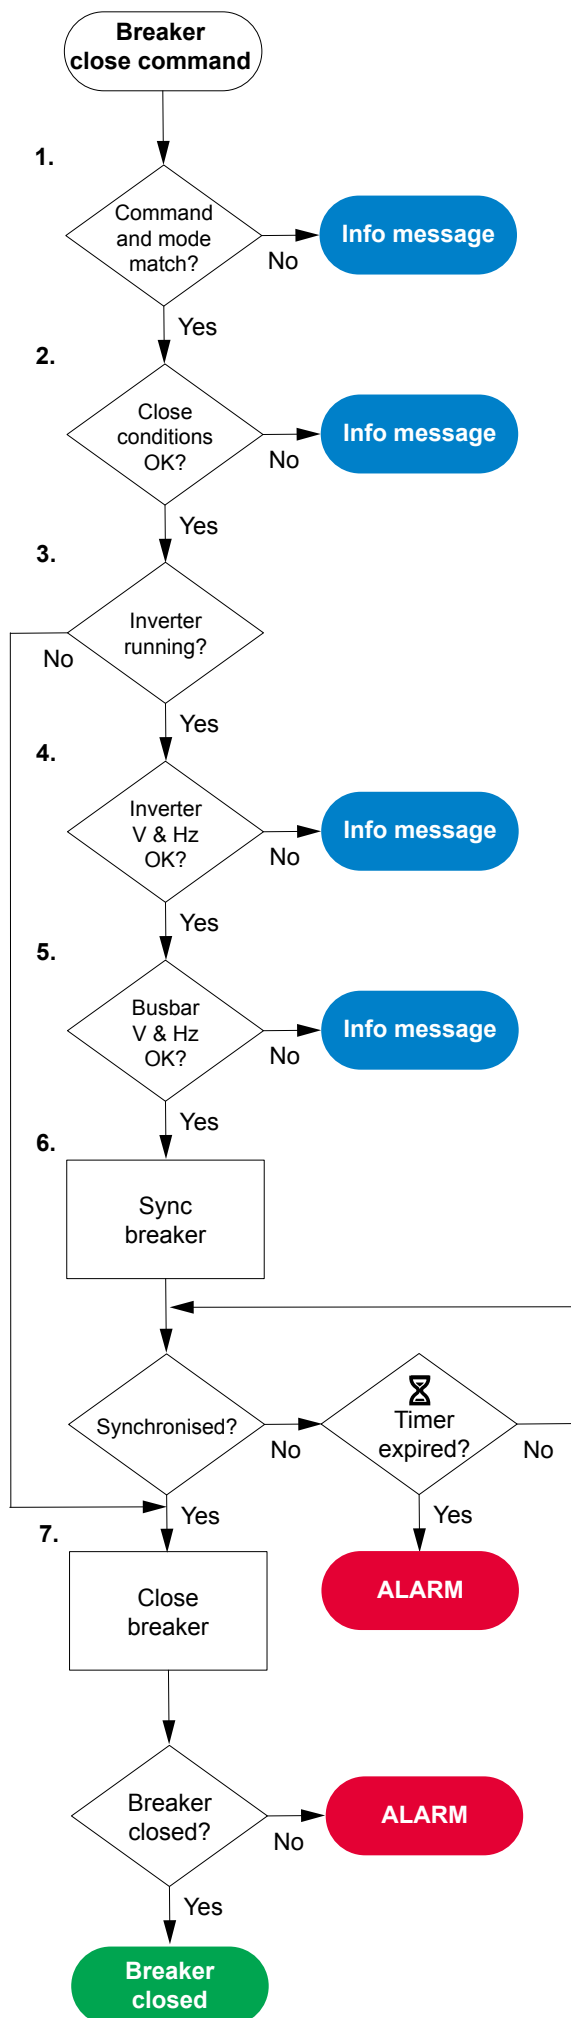 Breaker
close command
1.
Command
and mode
match?
No
Info message
Yes
2.
Close
conditions
OK?
No
Info message
Yes
3.
Inverter
running?
No
Yes
4.
Inverter
V & Hz
OK?
No
Info message
Yes
5.
Busbar
V & Hz
OK?
No
Info message
Yes
6.
Sync
breaker
Synchronised?
No
Timer
expired?
No
Yes
Yes
7.
Close
breaker
ALARM
Breaker
closed?
No
ALARM
Yes
Breaker
closed